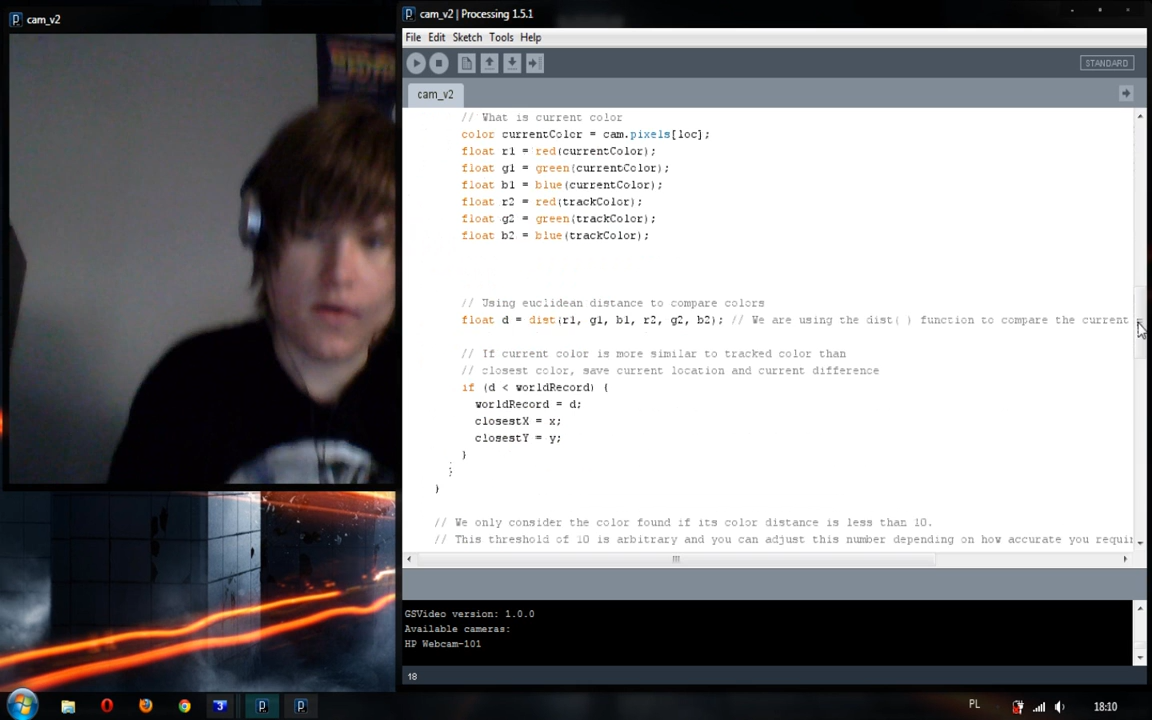 cam_v2
cam_v2 | Processing 1.5.1
File Edit Sketch Tools Help
STANDARD
cam_v2
// What is current color
color currentColor = cam.pixels[loc];
float r1 = red(currentColor);
float g1 = green(currentColor);
float b1 = blue(currentColor);
float r2 = red(trackColor);
float g2 = green(trackColor);
float b2 = blue(trackColor);
// Using euclidean distance to compare colors
float d = dist(r1, g1, b1, r2, g2, b2); // We are using the dist( ) function to compare the current
// If current color is more similar to tracked color than
// closest color, save current location and current difference
if (d < worldRecord) {
worldRecord = d;
closestX = x;
closestY = y;
}
}
}
// We only consider the color found if its color distance is less than 10.
// This threshold of 10 is arbitrary and you can adjust this number depending on how accurate you requir
GSVideo version: 1.0.0
Available cameras:
HP Webcam-101
18
PL
18:10